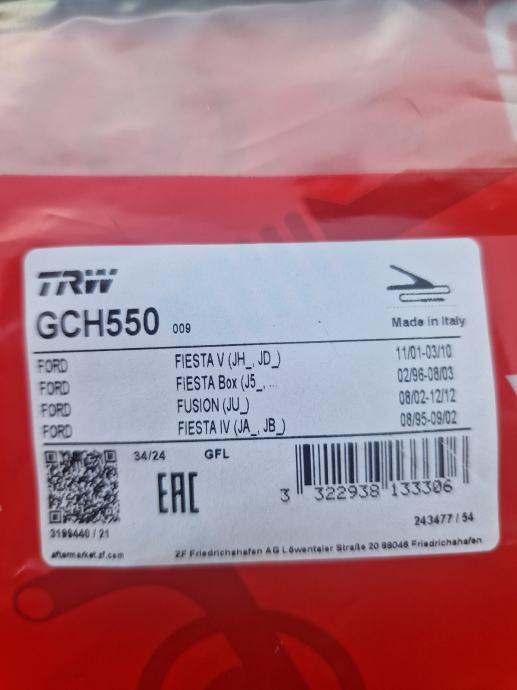 TRW
GCH550 009
Made in Italy
FORD FIESTA V (JH_, JD_) 11/01-03/10
FORD FIESTA Box (J5_, ... 02/96-08/03
FORD FUSION (JU_) 08/02-12/12
FORD FIESTA IV (JA_, JB_) 08/95-09/02
34/24 GFL
EAC
3 322938 133306
3199440 / 21
243477 / 54
aftermarket.zf.com
ZF Friedrichshafen AG Löwentaler Straße 20 88046 Friedrichshafen